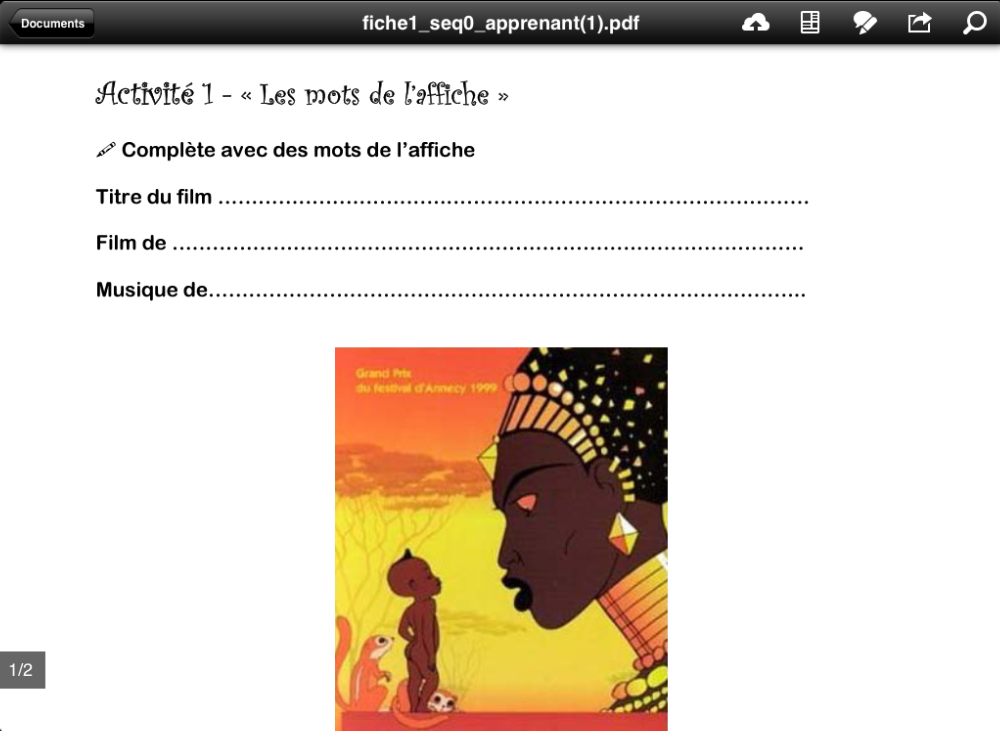 Documents
fiche1_seq0_apprenant(1).pdf
Activité 1 - « Les mots de l'affiche »
Complète avec des mots de l'affiche
Titre du film ……………………………………………………………………………
Film de …………………………………………………………………………………
Musique de……………………………………………………………………………..
Grand Prix
du festival d'Annecy 1999
1/2